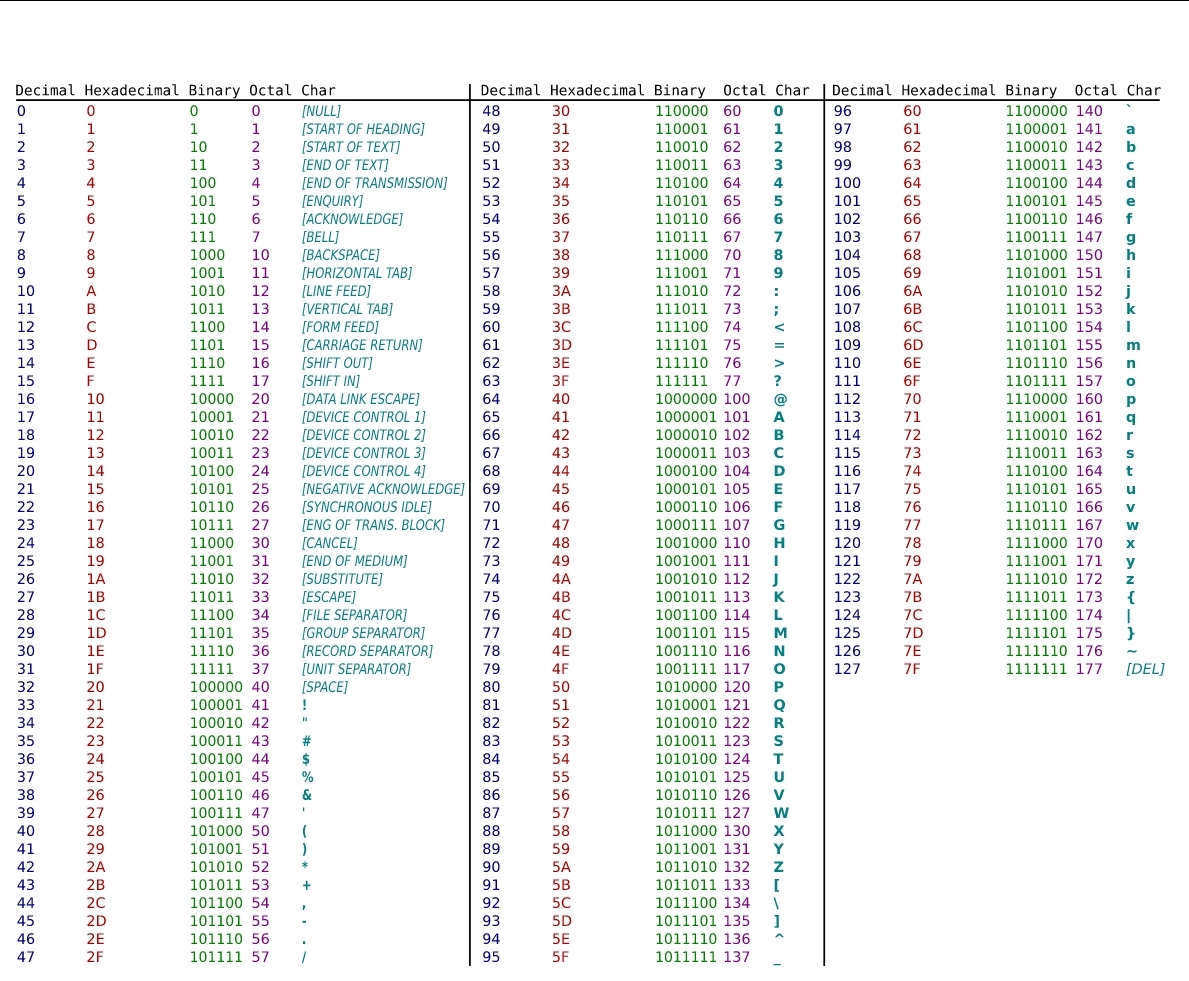 Decimal Hexadecimal Binary Octal Char Decimal Hexadecimal Binary Octal Char Decimal Hexadecimal Binary Octal Char
0 0 0 0 [NULL] 48 30 110000 60 0 96 60 1100000 140 `
1 1 1 1 [START OF HEADING] 49 31 110001 61 1 97 61 1100001 141 a
2 2 10 2 [START OF TEXT] 50 32 110010 62 2 98 62 1100010 142 b
3 3 11 3 [END OF TEXT] 51 33 110011 63 3 99 63 1100011 143 c
4 4 100 4 [END OF TRANSMISSION] 52 34 110100 64 4 100 64 1100100 144 d
5 5 101 5 [ENQUIRY] 53 35 110101 65 5 101 65 1100101 145 e
6 6 110 6 [ACKNOWLEDGE] 54 36 110110 66 6 102 66 1100110 146 f
7 7 111 7 [BELL] 55 37 110111 67 7 103 67 1100111 147 g
8 8 1000 10 [BACKSPACE] 56 38 111000 70 8 104 68 1101000 150 h
9 9 1001 11 [HORIZONTAL TAB] 57 39 111001 71 9 105 69 1101001 151 i
10 A 1010 12 [LINE FEED] 58 3A 111010 72 : 106 6A 1101010 152 j
11 B 1011 13 [VERTICAL TAB] 59 3B 111011 73 ; 107 6B 1101011 153 k
12 C 1100 14 [FORM FEED] 60 3C 111100 74 < 108 6C 1101100 154 l
13 D 1101 15 [CARRIAGE RETURN] 61 3D 111101 75 = 109 6D 1101101 155 m
14 E 1110 16 [SHIFT OUT] 62 3E 111110 76 > 110 6E 1101110 156 n
15 F 1111 17 [SHIFT IN] 63 3F 111111 77 ? 111 6F 1101111 157 o
16 10 10000 20 [DATA LINK ESCAPE] 64 40 1000000 100 @ 112 70 1110000 160 p
17 11 10001 21 [DEVICE CONTROL 1] 65 41 1000001 101 A 113 71 1110001 161 q
18 12 10010 22 [DEVICE CONTROL 2] 66 42 1000010 102 B 114 72 1110010 162 r
19 13 10011 23 [DEVICE CONTROL 3] 67 43 1000011 103 C 115 73 1110011 163 s
20 14 10100 24 [DEVICE CONTROL 4] 68 44 1000100 104 D 116 74 1110100 164 t
21 15 10101 25 [NEGATIVE ACKNOWLEDGE] 69 45 1000101 105 E 117 75 1110101 165 u
22 16 10110 26 [SYNCHRONOUS IDLE] 70 46 1000110 106 F 118 76 1110110 166 v
23 17 10111 27 [ENG OF TRANS. BLOCK] 71 47 1000111 107 G 119 77 1110111 167 w
24 18 11000 30 [CANCEL] 72 48 1001000 110 H 120 78 1111000 170 x
25 19 11001 31 [END OF MEDIUM] 73 49 1001001 111 I 121 79 1111001 171 y
26 1A 11010 32 [SUBSTITUTE] 74 4A 1001010 112 J 122 7A 1111010 172 z
27 1B 11011 33 [ESCAPE] 75 4B 1001011 113 K 123 7B 1111011 173 {
28 1C 11100 34 [FILE SEPARATOR] 76 4C 1001100 114 L 124 7C 1111100 174 |
29 1D 11101 35 [GROUP SEPARATOR] 77 4D 1001101 115 M 125 7D 1111101 175 }
30 1E 11110 36 [RECORD SEPARATOR] 78 4E 1001110 116 N 126 7E 1111110 176 ~
31 1F 11111 37 [UNIT SEPARATOR] 79 4F 1001111 117 O 127 7F 1111111 177 [DEL]
32 20 100000 40 [SPACE] 80 50 1010000 120 P
33 21 100001 41 ! 81 51 1010001 121 Q
34 22 100010 42 " 82 52 1010010 122 R
35 23 100011 43 # 83 53 1010011 123 S
36 24 100100 44 $ 84 54 1010100 124 T
37 25 100101 45 % 85 55 1010101 125 U
38 26 100110 46 & 86 56 1010110 126 V
39 27 100111 47 ' 87 57 1010111 127 W
40 28 101000 50 ( 88 58 1011000 130 X
41 29 101001 51 ) 89 59 1011001 131 Y
42 2A 101010 52 * 90 5A 1011010 132 Z
43 2B 101011 53 + 91 5B 1011011 133 [
44 2C 101100 54 , 92 5C 1011100 134 \
45 2D 101101 55 - 93 5D 1011101 135 ]
46 2E 101110 56 . 94 5E 1011110 136 ^
47 2F 101111 57 / 95 5F 1011111 137 _